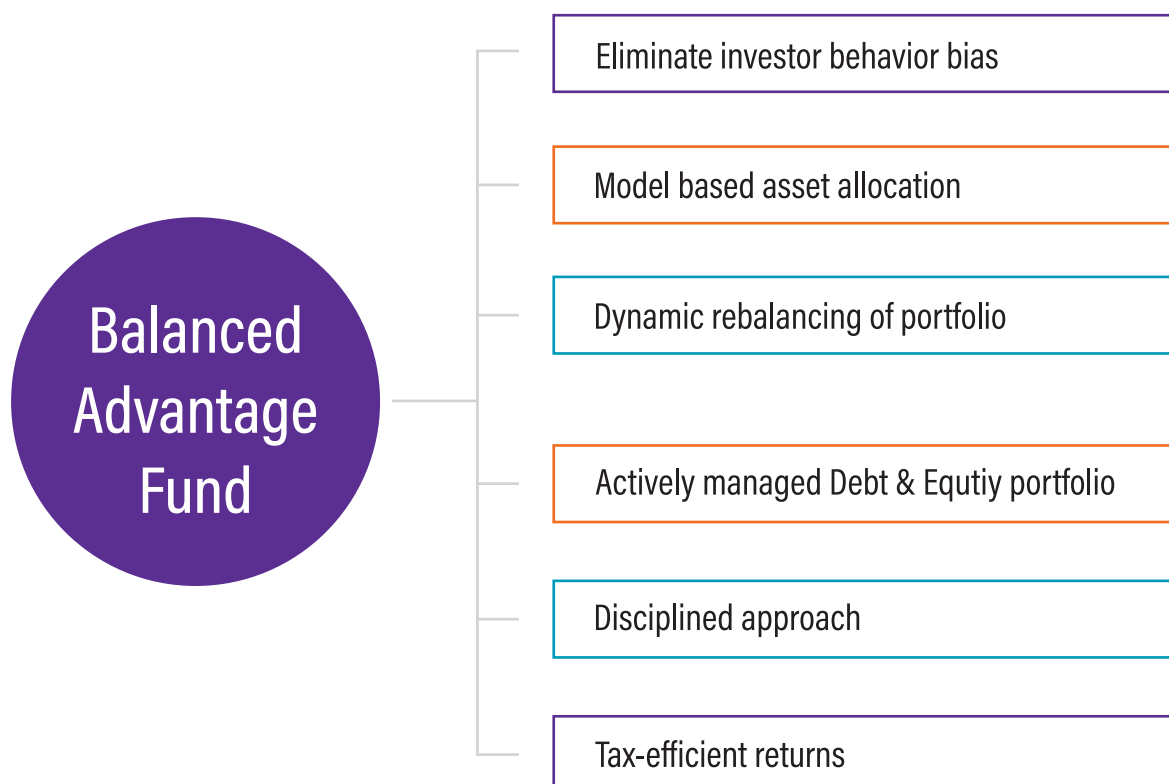 Balanced
Advantage
Fund
Eliminate investor behavior bias
Model based asset allocation
Dynamic rebalancing of portfolio
Actively managed Debt & Equtiy portfolio
Disciplined approach
Tax-efficient returns